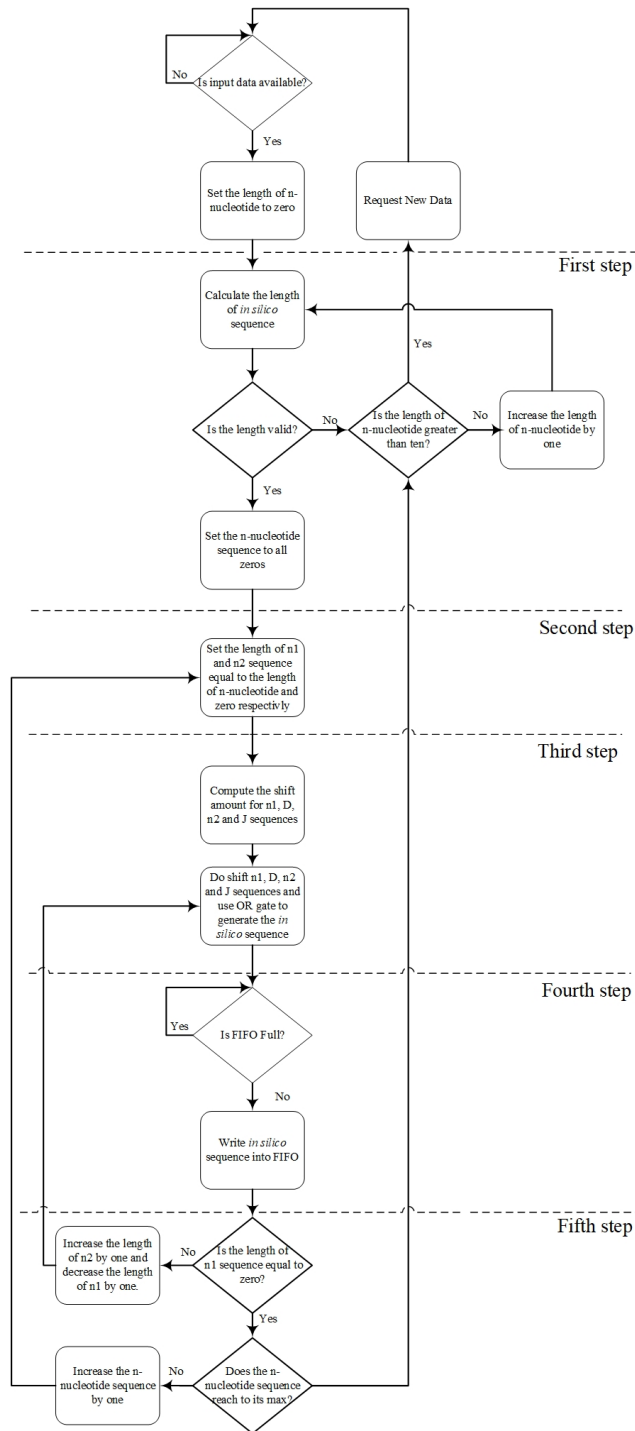 Is input data available?
No
Yes
Set the length of n-
nucleotide to zero
Request New Data
First step
Calculate the length
of in silico
sequence
Yes
Is the length valid?
No
Is the length of
n-nucleotide greater
than ten?
No
Increase the length
of n-nucleotide by
one
Yes
Set the n-nucleotide
sequence to all
zeros
Second step
Set the length of n1
and n2 sequence
equal to the length
of n-nucleotide and
zero respectivly
Third step
Compute the shift
amount for n1, D,
n2 and J sequences
Do shift n1, D, n2
and J sequences and
use OR gate to
generate the in
silico sequence
Fourth step
Yes
Is FIFO Full?
No
Write in silico
sequence into FIFO
Fifth step
Increase the length
of n2 by one and
decrease the length
of n1 by one.
No
Is the length of
n1 sequence equal to
zero?
Yes
Increase the n-
nucleotide sequence
by one
No
Does the n-
nucleotide sequence
reach to its max?